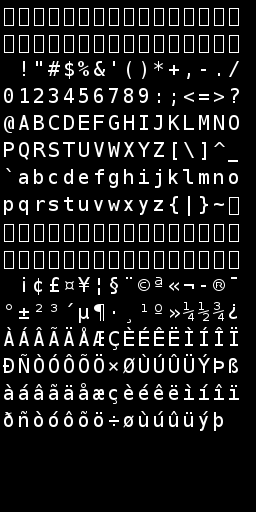 !"#$%&'()*+,-./
0123456789:;<=>?
@ABCDEFGHIJKLMNO
PQRSTUVWXYZ[\]^_
`abcdefghijklmno
pqrstuvwxyz{|}~
¡¢£¤¥¦§¨©ª«¬-®¯
°±²³´µ¶·¸¹º»¼½¾¿
ÀÁÂÃÄÅÆÇÈÉÊËÌÍÎÏ
ÐÑÒÓÔÕÖ×ØÙÚÛÜÝÞß
àáâãäåæçèéêëìíîï
ðñòóôõö÷øùúûüýþ